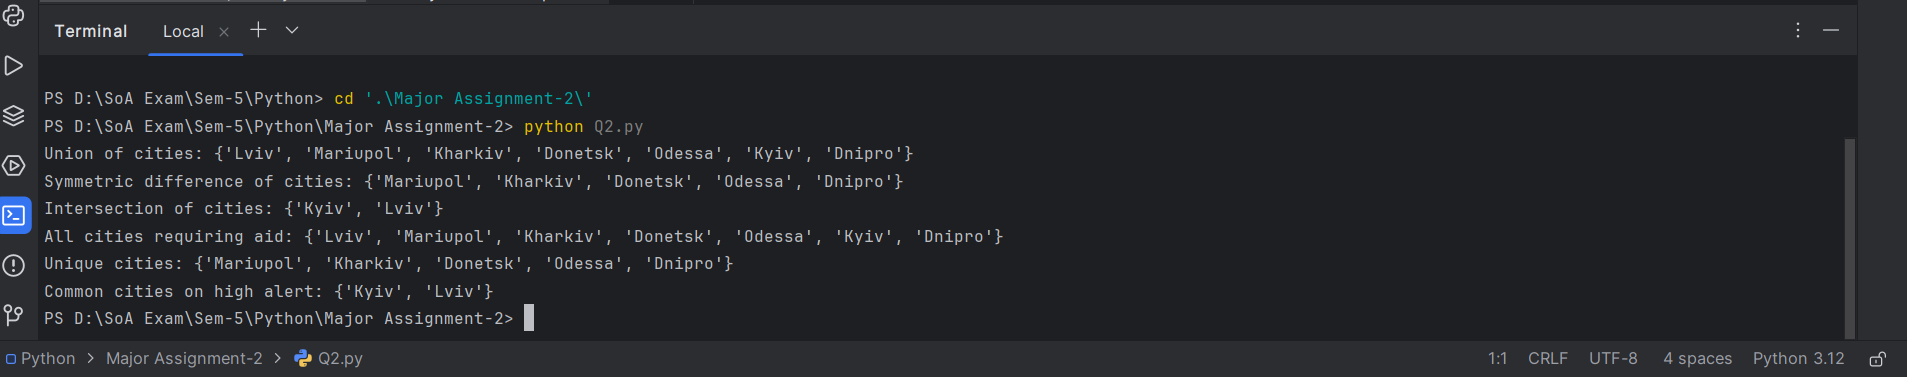 Terminal Local
PS D:\SoA Exam\Sem-5\Python> cd '.\Major Assignment-2\'
PS D:\SoA Exam\Sem-5\Python\Major Assignment-2> python Q2.py
Union of cities: {'Lviv', 'Mariupol', 'Kharkiv', 'Donetsk', 'Odessa', 'Kyiv', 'Dnipro'}
Symmetric difference of cities: {'Mariupol', 'Kharkiv', 'Donetsk', 'Odessa', 'Dnipro'}
Intersection of cities: {'Kyiv', 'Lviv'}
All cities requiring aid: {'Lviv', 'Mariupol', 'Kharkiv', 'Donetsk', 'Odessa', 'Kyiv', 'Dnipro'}
Unique cities: {'Mariupol', 'Kharkiv', 'Donetsk', 'Odessa', 'Dnipro'}
Common cities on high alert: {'Kyiv', 'Lviv'}
PS D:\SoA Exam\Sem-5\Python\Major Assignment-2>
Python > Major Assignment-2 > Q2.py 1:1 CRLF UTF-8 4 spaces Python 3.12